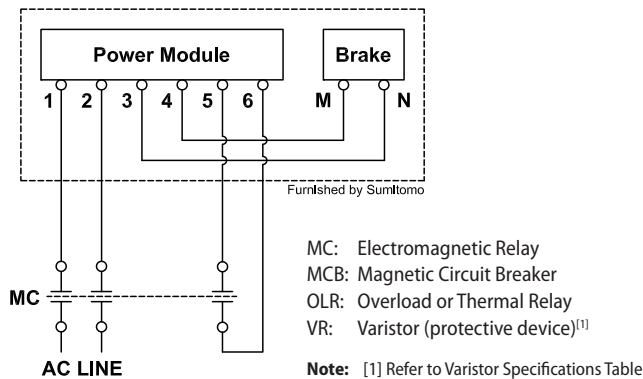 Power Module
Brake
1 2 3 4 5 6 M N
Furnished by Sumitomo
MC
AC LINE
MC: Electromagnetic Relay
MCB: Magnetic Circuit Breaker
OLR: Overload or Thermal Relay
VR: Varistor (protective device)[1]
Note: [1] Refer to Varistor Specifications Table